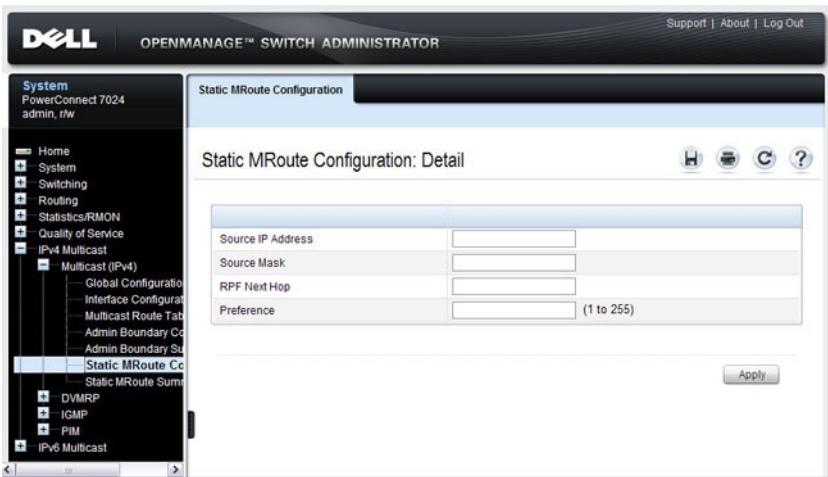 Support | About | Log Out
DELL OPENMANAGE™ SWITCH ADMINISTRATOR
System
PowerConnect 7024
admin, r/w
Static MRoute Configuration
Home
System
Switching
Routing
Statistics/RMON
Quality of Service
IPv4 Multicast
Multicast (IPv4)
Global Configuratio
Interface Configurat
Multicast Route Tab
Admin Boundary Co
Admin Boundary Su
Static MRoute Co
Static MRoute Summ
DVMRP
IGMP
PIM
IPv6 Multicast
Static MRoute Configuration: Detail
Source IP Address
Source Mask
RPF Next Hop
Preference (1 to 255)
Apply